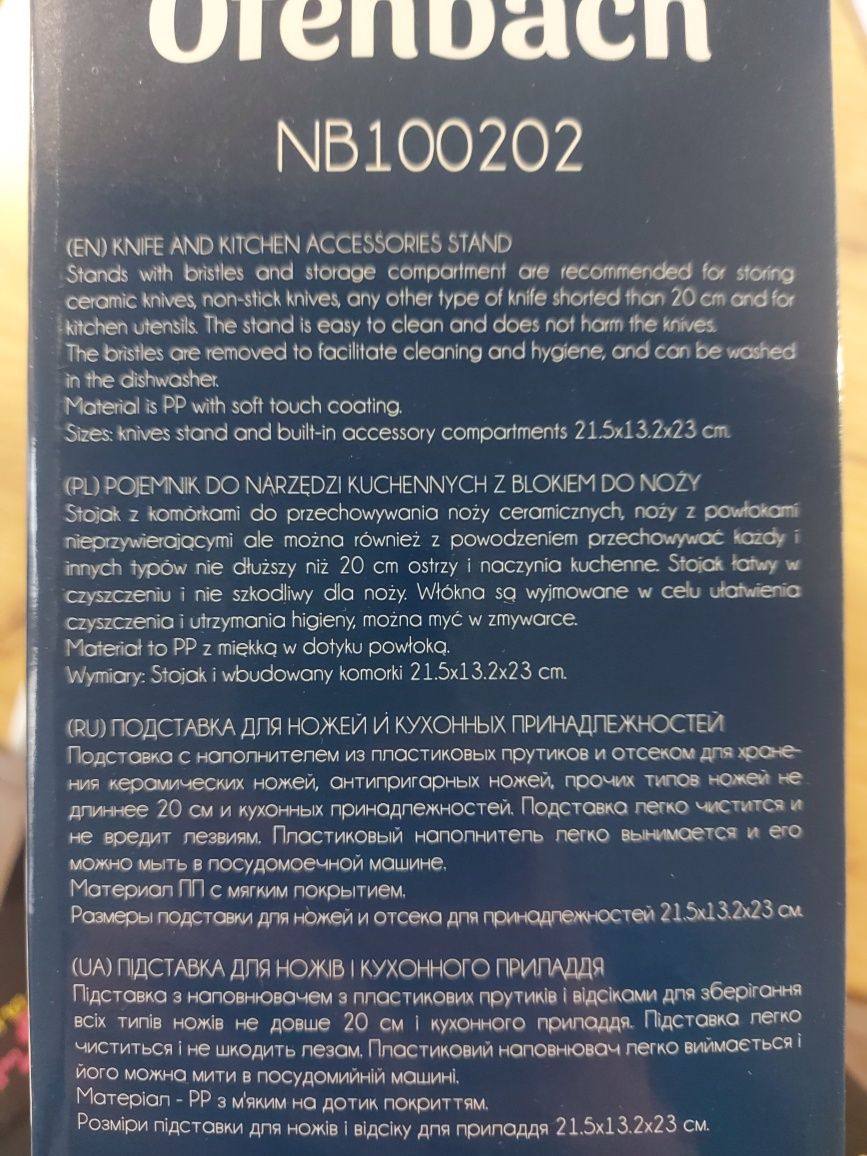 Ofenbach
NB100202
(EN) KNIFE AND KITCHEN ACCESSORIES STAND
Stands with bristles and storage compartment are recommended for storing
ceramic knives, non-stick knives, any other type of knife shorted than 20 cm and for
kitchen utensils. The stand is easy to clean and does not harm the knives.
The bristles are removed to facilitate cleaning and hygiene, and can be washed
in the dishwasher.
Material is PP with soft touch coating.
Sizes: knives stand and built-in accessory compartments 21.5x13.2x23 cm.
(PL) POJEMNIK DO NARZĘDZI KUCHENNYCH Z BLOKIEM DO NOŻY
Stojak z komórkami do przechowywania noży ceramicznych, noży z powłokami
nieprzywierającymi ale można również z powodzeniem przechowywać każdy i
innych typów nie dłuższy niż 20 cm ostrzy i naczynia kuchenne. Stojak łatwy w
czyszczeniu i nie szkodliwy dla noży. Włókna są wyjmowane w celu ułatwienia
czyszczenia i utrzymania higieny, można myć w zmywarce.
Materiał to PP z miękką w dotyku powłoką.
Wymiary: Stojak i wbudowany komorki 21.5x13.2x23 cm.
(RU) ПОДСТАВКА ДЛЯ НОЖЕЙ И КУХОННЫХ ПРИНАДЛЕЖНОСТЕЙ
Подставка с наполнителем из пластиковых прутиков и отсеком для хране-
ния керамических ножей, антипригарных ножей, прочих типов ножей не
длиннее 20 см и кухонных принадлежностей. Подставка легко чистится и
не вредит лезвиям. Пластиковый наполнитель легко вынимается и его
можно мыть в посудомоечной машине.
Материал ПП с мягким покрытием.
Размеры подставки для ножей и отсека для принадлежностей 21.5x13.2x23 см.
(UA) ПІДСТАВКА ДЛЯ НОЖІВ І КУХОННОГО ПРИЛАДДЯ
Підставка з наповнювачем з пластикових прутиків і відсіками для зберігання
всіх типів ножів не довше 20 см і кухонного приладдя. Підставка легко
чиститься і не шкодить лезам. Пластиковий наповнювач легко виймається і
його можна мити в посудомийній машині.
Матеріал - PP з м'яким на дотик покриттям.
Розміри підставки для ножів і відсіку для приладдя 21.5x13.2x23 см.